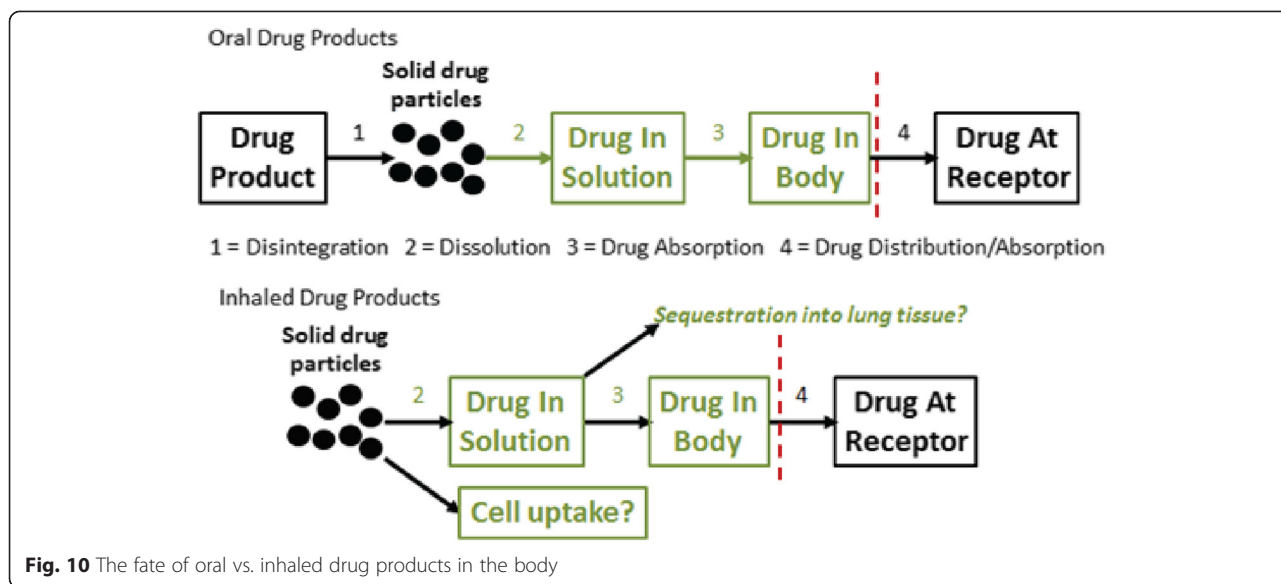 Oral Drug Products
Solid drug
particles
Drug
Product
1
2
Drug In
Solution
3
Drug In
Body
4
Drug At
Receptor
1 = Disintegration 2 = Dissolution 3 = Drug Absorption 4 = Drug Distribution/Absorption
Inhaled Drug Products
Sequestration into lung tissue?
Solid drug
particles
2
Drug In
Solution
3
Drug In
Body
4
Drug At
Receptor
Cell uptake?
Fig. 10 The fate of oral vs. inhaled drug products in the body